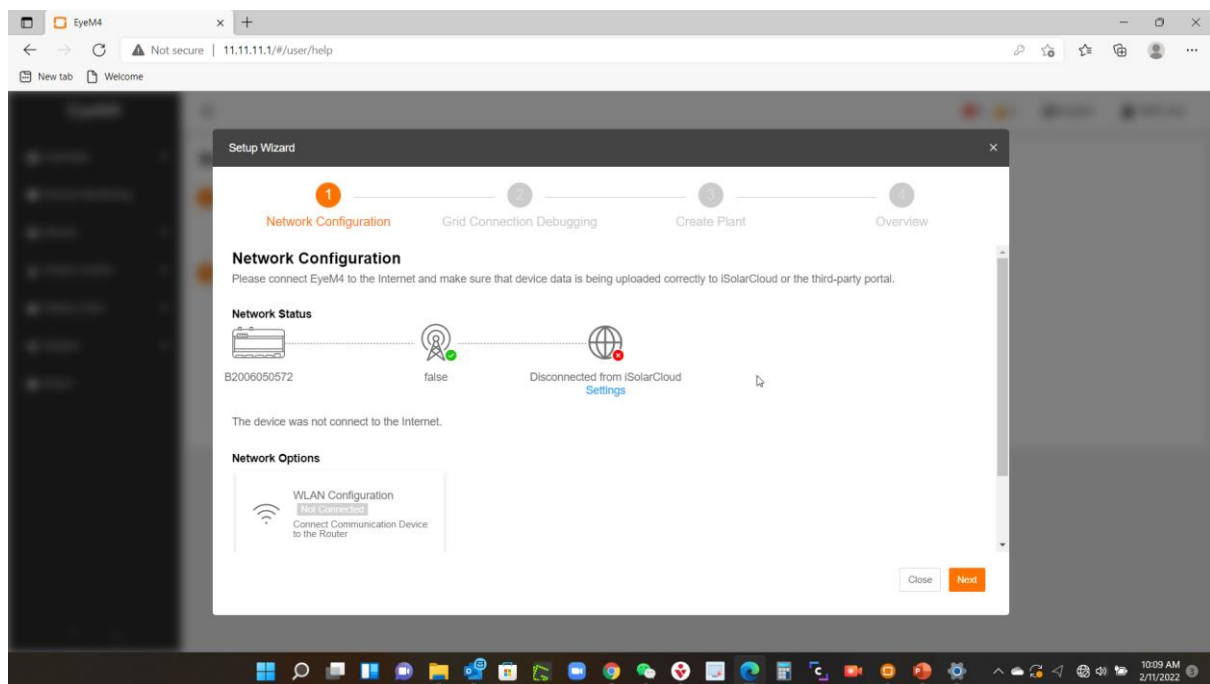 EyeM4
Not secure | 11.11.11.1/#/user/help
New tab Welcome
Setup Wizard
1 2 3 4
Network Configuration Grid Connection Debugging Create Plant Overview
Network Configuration
Please connect EyeM4 to the Internet and make sure that device data is being uploaded correctly to iSolarCloud or the third-party portal.
Network Status
B2006050572 false Disconnected from iSolarCloud
Settings
The device was not connect to the Internet.
Network Options
WLAN Configuration
Not Connected
Connect Communication Device
to the Router
Close Next
10:09 AM
2/11/2022